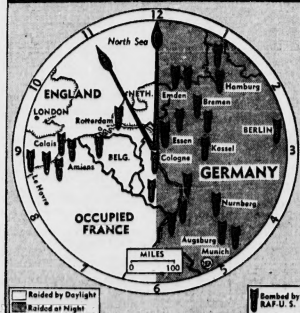 12
11
1
North Sea
10
2
Hamburg
ENGLAND
NETH.
Emden
Bremen
LONDON
Rotterdam
BERLIN
Calais
Essen
Kassel
9
3
BELG.
Cologne
Amiens
GERMANY
Le Havre
Nurnberg
8
4
OCCUPIED
FRANCE
Augsburg
MILES
Munich
0 100
7
5
6
Raided by Daylight
Raided at Night
Bombed by
RAF-U. S.